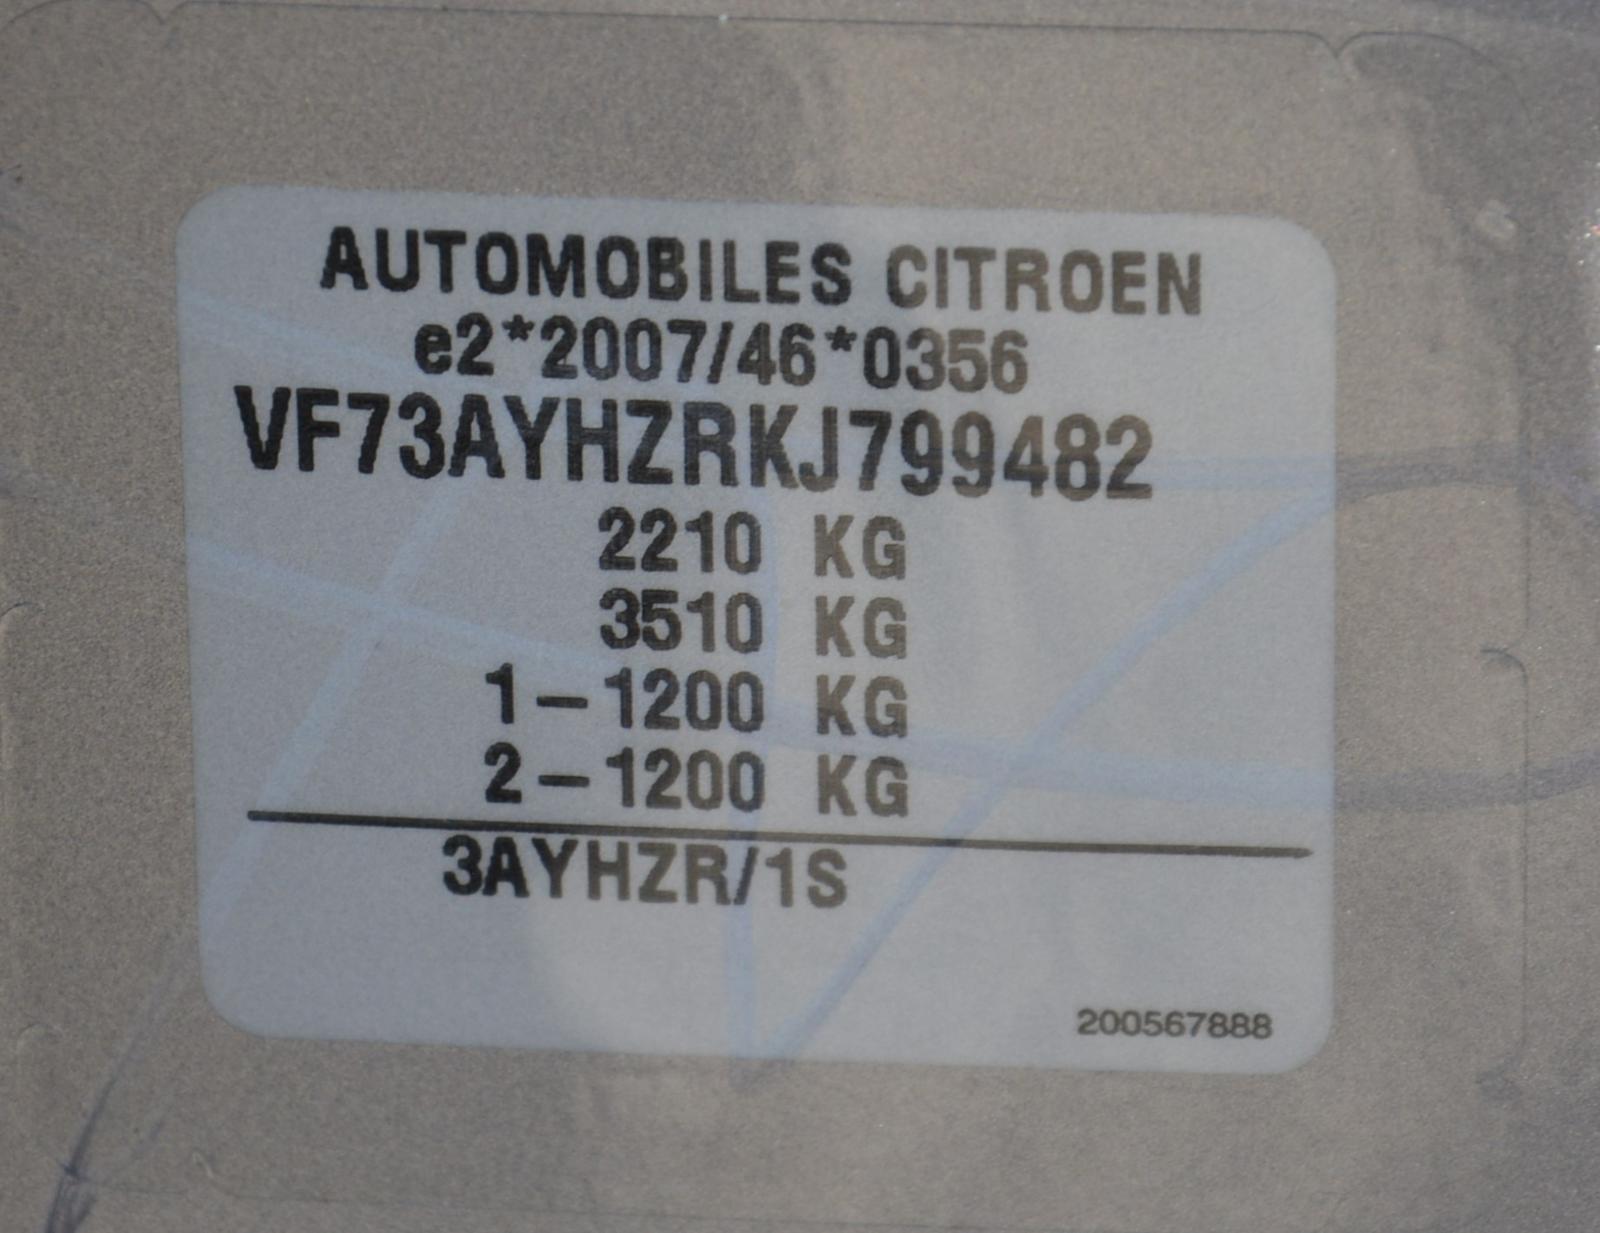 AUTOMOBILES CITROEN
e2*2007/46*0356
VF73AYHZRKJ799482
2210 KG
3510 KG
1-1200 KG
2-1200 KG
3AYHZR/1S
200567888